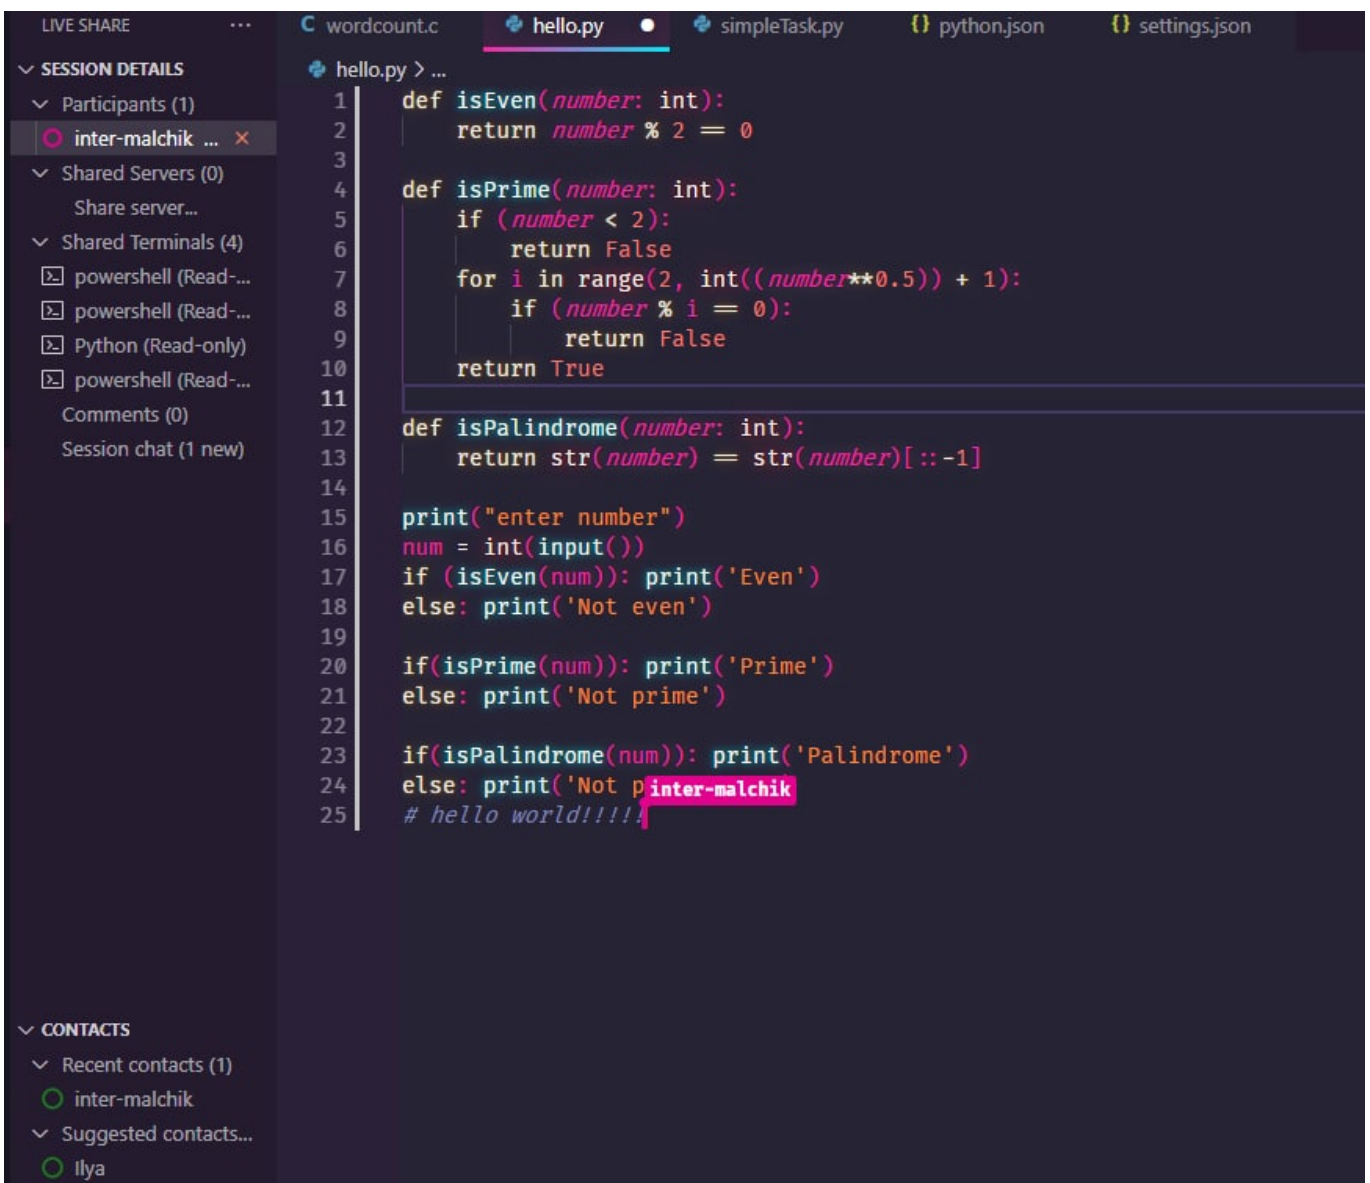 LIVE SHARE ···
SESSION DETAILS
Participants (1)
inter-malchik ...
Shared Servers (0)
Share server...
Shared Terminals (4)
powershell (Read-...
powershell (Read-...
Python (Read-only)
powershell (Read-...
Comments (0)
Session chat (1 new)
CONTACTS
Recent contacts (1)
inter-malchik
Suggested contacts...
Ilya
C wordcount.c hello.py simpleTask.py {} python.json {} settings.json
hello.py > ...
1 def isEven(number: int):
2 return number % 2 == 0
3
4 def isPrime(number: int):
5 if (number < 2):
6 return False
7 for i in range(2, int((number**0.5)) + 1):
8 if (number % i == 0):
9 return False
10 return True
11
12 def isPalindrome(number: int):
13 return str(number) == str(number)[::-1]
14
15 print("enter number")
16 num = int(input())
17 if (isEven(num)): print('Even')
18 else: print('Not even')
19
20 if(isPrime(num)): print('Prime')
21 else: print('Not prime')
22
23 if(isPalindrome(num)): print('Palindrome')
24 else: print('Not p
inter-malchik
25 # hello world!!!!!